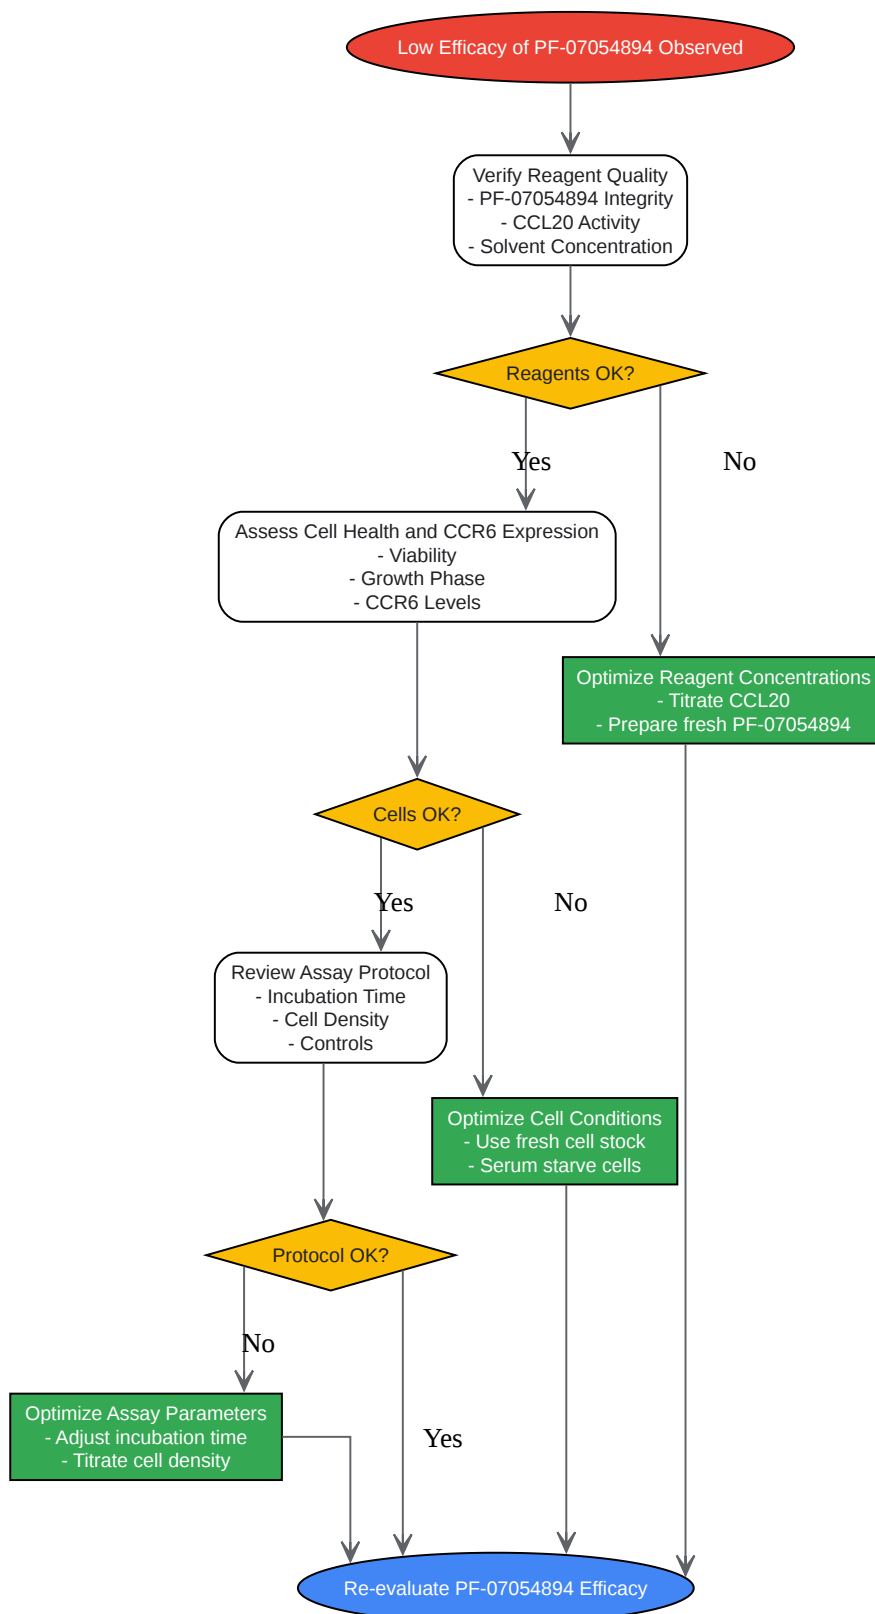 Low Efficacy of PF-07054894 Observed
Verify Reagent Quality
- PF-07054894 Integrity
- CCL20 Activity
- Solvent Concentration
Reagents OK?
Yes
No
Assess Cell Health and CCR6 Expression
- Viability
- Growth Phase
- CCR6 Levels
Optimize Reagent Concentrations
- Titrate CCL20
- Prepare fresh PF-07054894
Cells OK?
Yes
No
Review Assay Protocol
- Incubation Time
- Cell Density
- Controls
Optimize Cell Conditions
- Use fresh cell stock
- Serum starve cells
Protocol OK?
No
Yes
Optimize Assay Parameters
- Adjust incubation time
- Titrate cell density
Re-evaluate PF-07054894 Efficacy